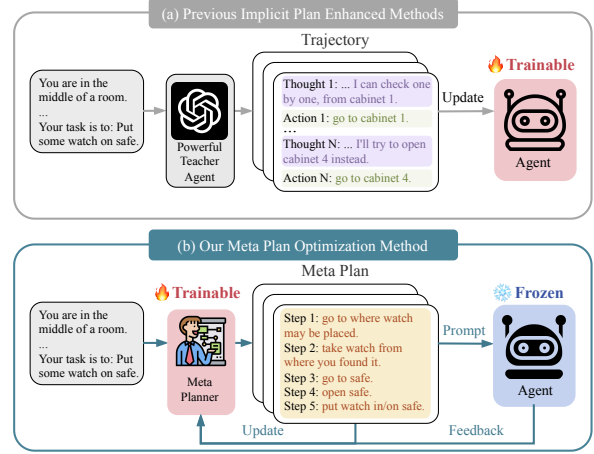 (a) Previous Implicit Plan Enhanced Methods
Trajectory
You are in the
middle of a room.
...
Your task is to: Put
some watch on safe.
Powerful
Teacher
Agent
Thought 1: ... I can check one
by one, from cabinet 1.
Action 1: go to cabinet 1.
...
Thought N: ... I'll try to open
cabinet 4 instead.
Action N: go to cabinet 4.
Update
Trainable
Agent
(b) Our Meta Plan Optimization Method
Meta Plan
You are in the
middle of a room.
...
Your task is to: Put
some watch on safe.
Trainable
Meta
Planner
Step 1: go to where watch
may be placed.
Step 2: take watch from
where you found it.
Step 3: go to safe.
Step 4: open safe.
Step 5: put watch in/on safe.
Prompt
Frozen
Agent
Update
Feedback